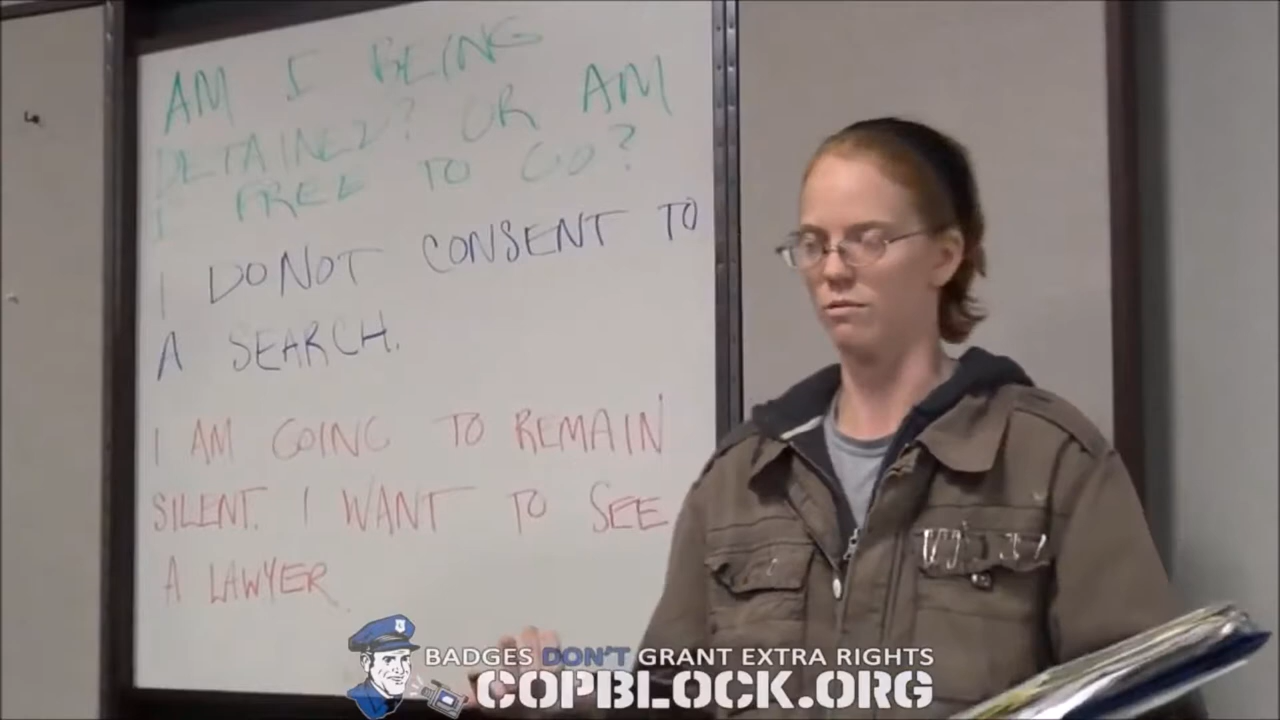 AM I BEING
DETAINED? OR AM
I FREE TO GO?
I DO NOT CONSENT TO
A SEARCH.
I AM GOING TO REMAIN
SILENT. I WANT TO SEE
A LAWYER
BADGES DON'T GRANT EXTRA RIGHTS
COPBLOCK.ORG